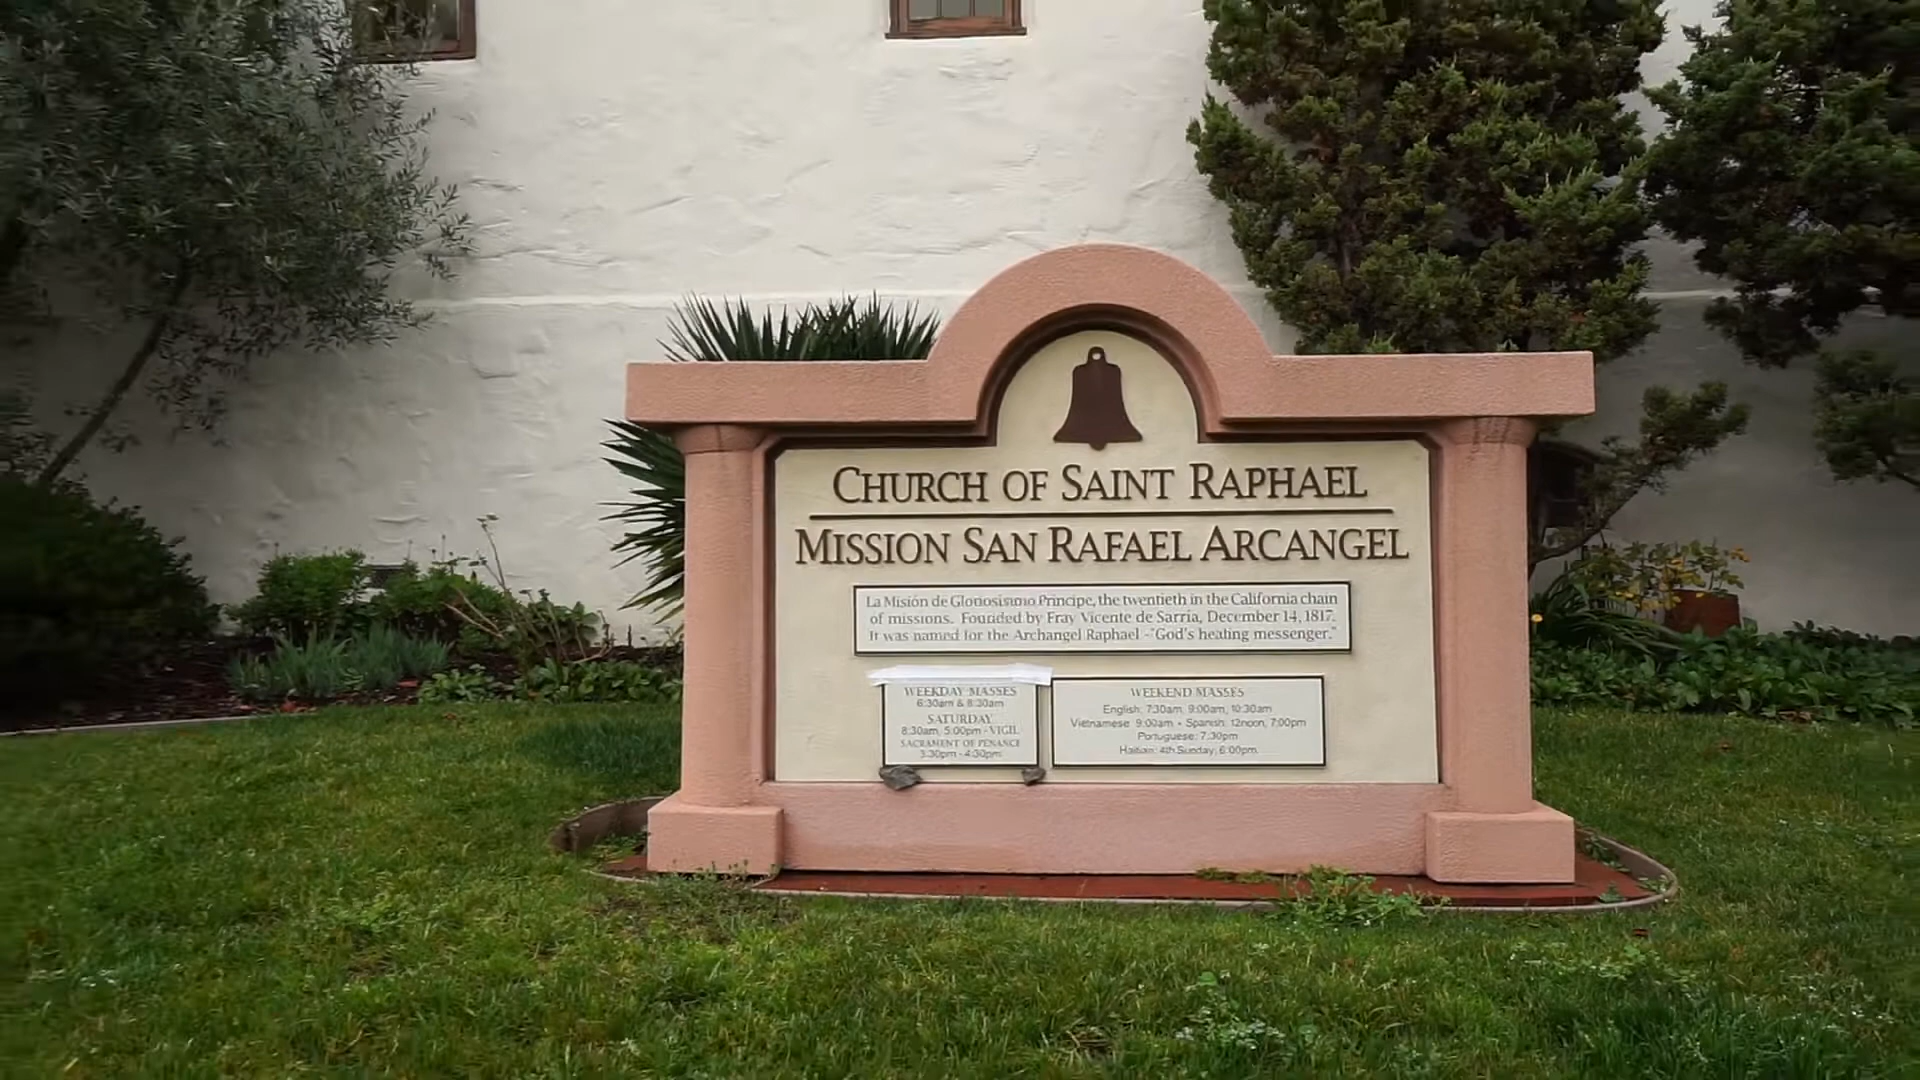 CHURCH OF SAINT RAPHAEL
MISSION SAN RAFAEL ARCANGEL
La Misión de Gloriosisimo Principe, the twentieth in the California chain
of missions. Founded by Fray Vicente de Sarria, December 14, 1817.
It was named for the Archangel Raphael -"God's healing messenger."
WEEKDAY MASSES
6:30am & 8:30am
SATURDAY
8:30am, 5:00pm - VIGIL
SACRAMENT OF PENANCE
3:30pm - 4:30pm
WEEKEND MASSES
English: 7:30am, 9:00am, 10:30am
Vietnamese: 9:00am • Spanish: 12noon, 7:00pm
Portuguese: 7:30pm
Haitian: 4th Sunday, 6:00pm